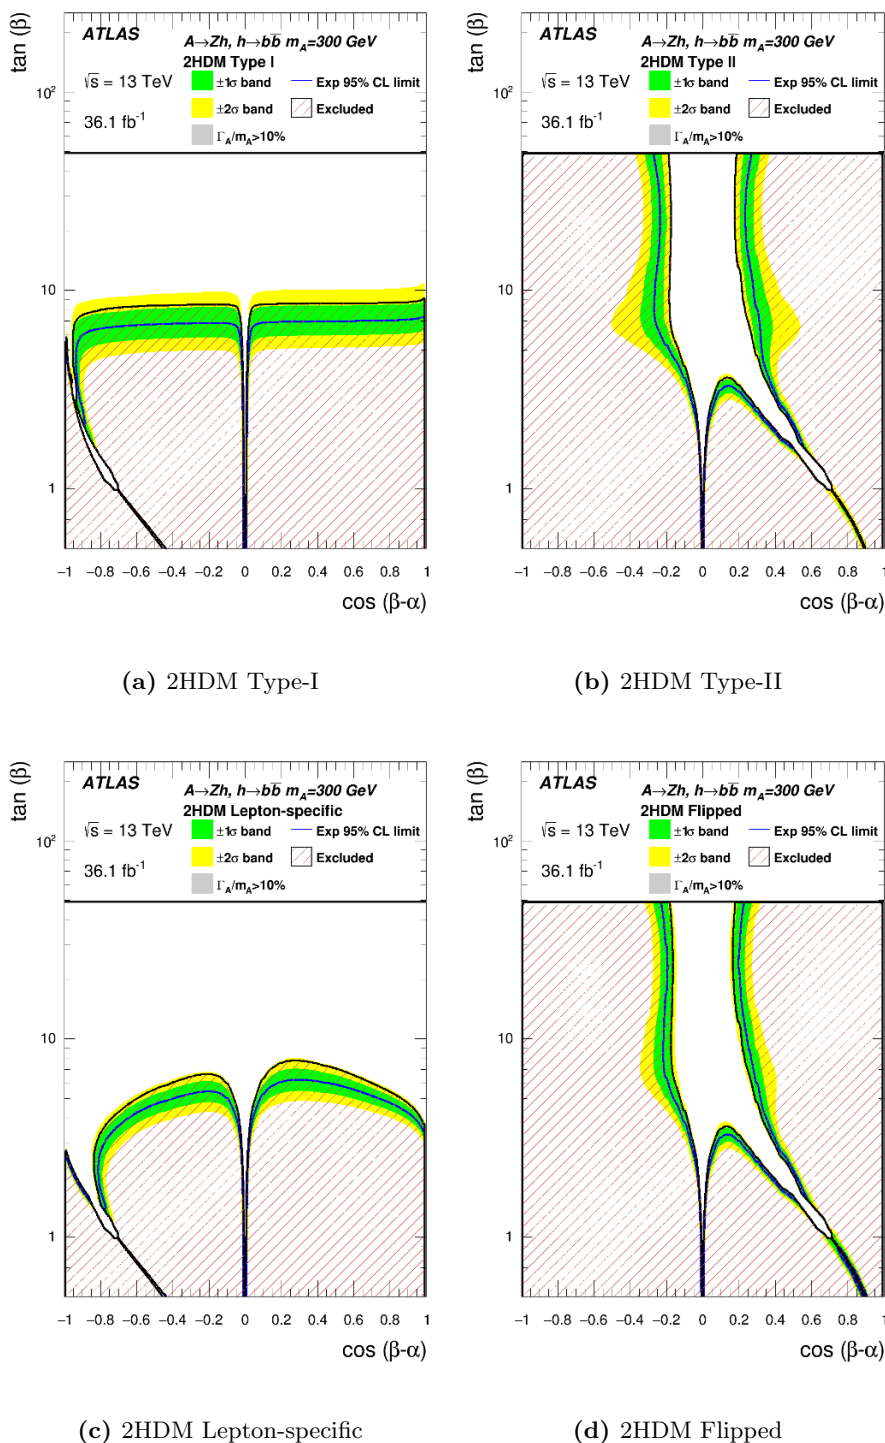 tan (β)
ATLAS
A→Zh, h→bb̅ m_A=300 GeV
2HDM Type I
√s = 13 TeV
±1σ band
Exp 95% CL limit
±2σ band
Excluded
36.1 fb⁻¹
Γ_A/m_A>10%
10²
10
1
−1 −0.8 −0.6 −0.4 −0.2 0 0.2 0.4 0.6 0.8 1
cos (β-α)
(a) 2HDM Type-I
tan (β)
ATLAS
A→Zh, h→bb̅ m_A=300 GeV
2HDM Type II
√s = 13 TeV
±1σ band
Exp 95% CL limit
±2σ band
Excluded
36.1 fb⁻¹
Γ_A/m_A>10%
10²
10
1
−1 −0.8 −0.6 −0.4 −0.2 0 0.2 0.4 0.6 0.8 1
cos (β-α)
(b) 2HDM Type-II
tan (β)
ATLAS
A→Zh, h→bb̅ m_A=300 GeV
2HDM Lepton-specific
√s = 13 TeV
±1σ band
Exp 95% CL limit
±2σ band
Excluded
36.1 fb⁻¹
Γ_A/m_A>10%
10²
10
1
−1 −0.8 −0.6 −0.4 −0.2 0 0.2 0.4 0.6 0.8 1
cos (β-α)
(c) 2HDM Lepton-specific
tan (β)
ATLAS
A→Zh, h→bb̅ m_A=300 GeV
2HDM Flipped
√s = 13 TeV
±1σ band
Exp 95% CL limit
±2σ band
Excluded
36.1 fb⁻¹
Γ_A/m_A>10%
10²
10
1
−1 −0.8 −0.6 −0.4 −0.2 0 0.2 0.4 0.6 0.8 1
cos (β-α)
(d) 2HDM Flipped